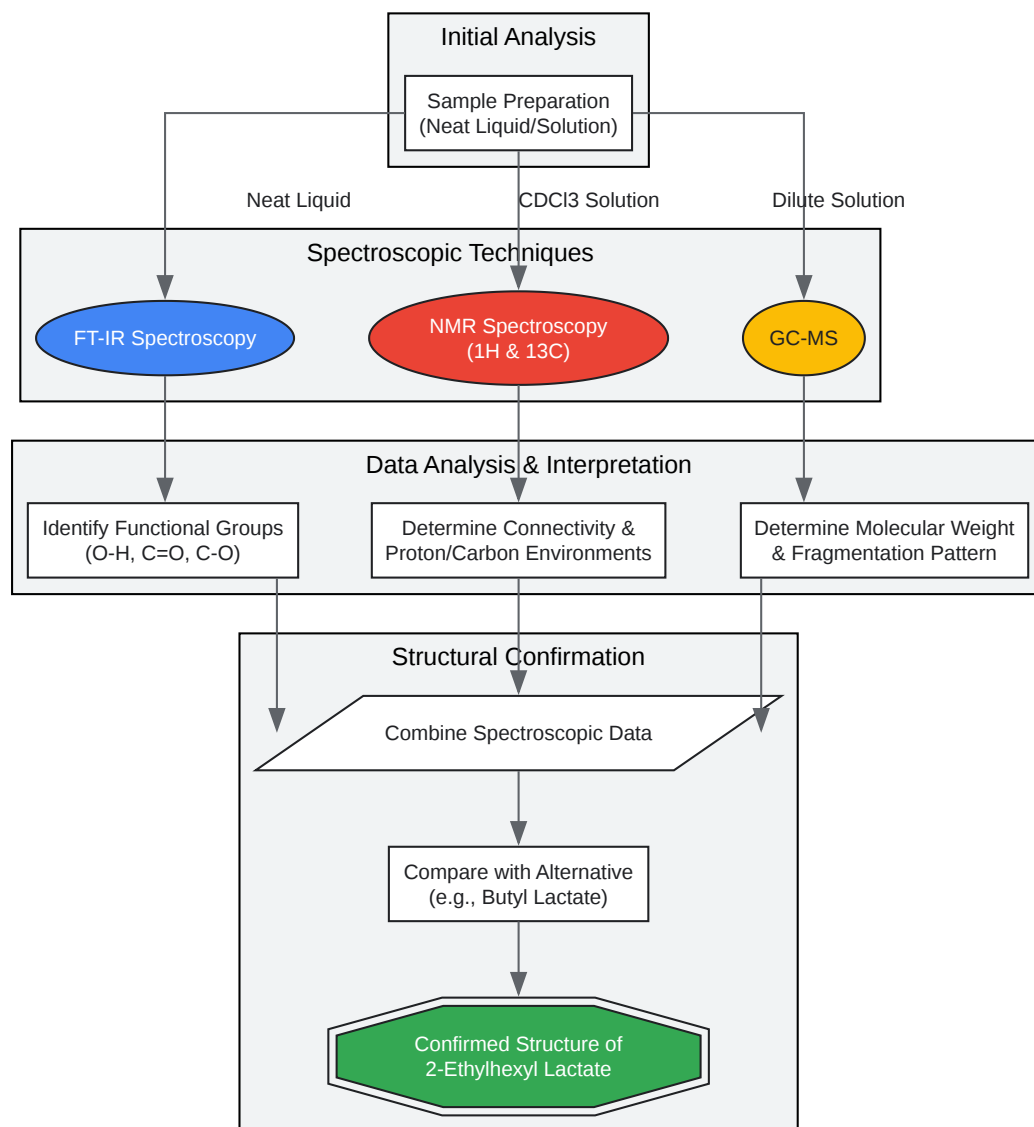 Initial Analysis
Sample Preparation
(Neat Liquid/Solution)
Neat Liquid
CDCl3 Solution
Dilute Solution
Spectroscopic Techniques
FT-IR Spectroscopy
NMR Spectroscopy
(1H & 13C)
GC-MS
Data Analysis & Interpretation
Identify Functional Groups
(O-H, C=O, C-O)
Determine Connectivity &
Proton/Carbon Environments
Determine Molecular Weight
& Fragmentation Pattern
Structural Confirmation
Combine Spectroscopic Data
Compare with Alternative
(e.g., Butyl Lactate)
Confirmed Structure of
2-Ethylhexyl Lactate